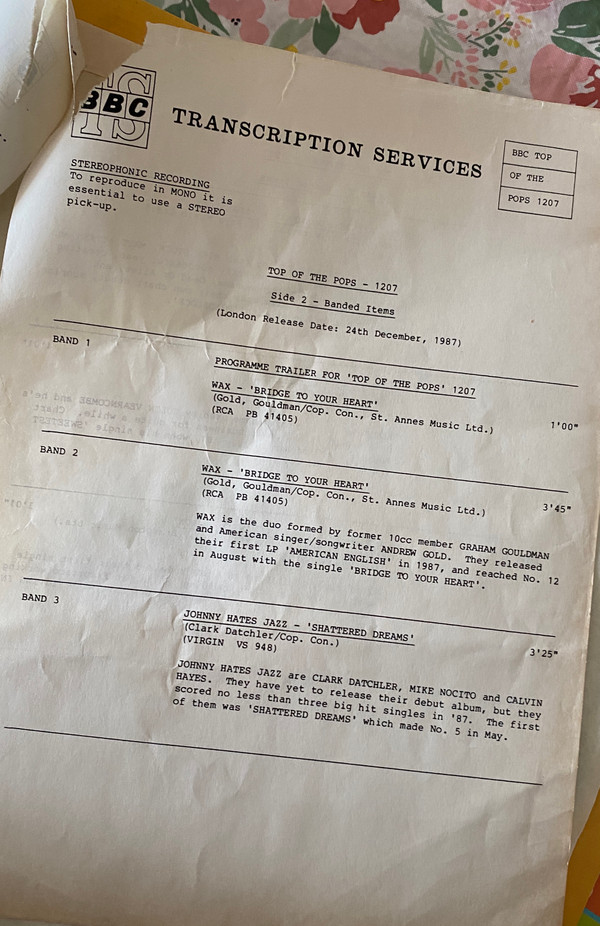 BBC
TS
TRANSCRIPTION SERVICES
BBC TOP
OF THE
POPS 1207
STEREOPHONIC RECORDING
To reproduce in MONO it is
essential to use a STEREO
pick-up.
TOP OF THE POPS - 1207
Side 2 - Banded Items
(London Release Date: 24th December, 1987)
BAND 1
PROGRAMME TRAILER FOR 'TOP OF THE POPS' 1207
WAX - 'BRIDGE TO YOUR HEART'
(Gold, Gouldman/Cop. Con., St. Annes Music Ltd.) 1'00"
(RCA PB 41405)
BAND 2
WAX - 'BRIDGE TO YOUR HEART'
(Gold, Gouldman/Cop. Con., St. Annes Music Ltd.) 3'45"
(RCA PB 41405)
WAX is the duo formed by former 10cc member GRAHAM GOULDMAN
and American singer/songwriter ANDREW GOLD. They released
their first LP 'AMERICAN ENGLISH' in 1987, and reached No. 12
in August with the single 'BRIDGE TO YOUR HEART'.
BAND 3
JOHNNY HATES JAZZ - 'SHATTERED DREAMS'
(Clark Datchler/Cop. Con.) 3'25"
(VIRGIN VS 948)
JOHNNY HATES JAZZ are CLARK DATCHLER, MIKE NOCITO and CALVIN
HAYES. They have yet to release their debut album, but they
scored no less than three big hit singles in '87. The first
of them was 'SHATTERED DREAMS' which made No. 5 in May.